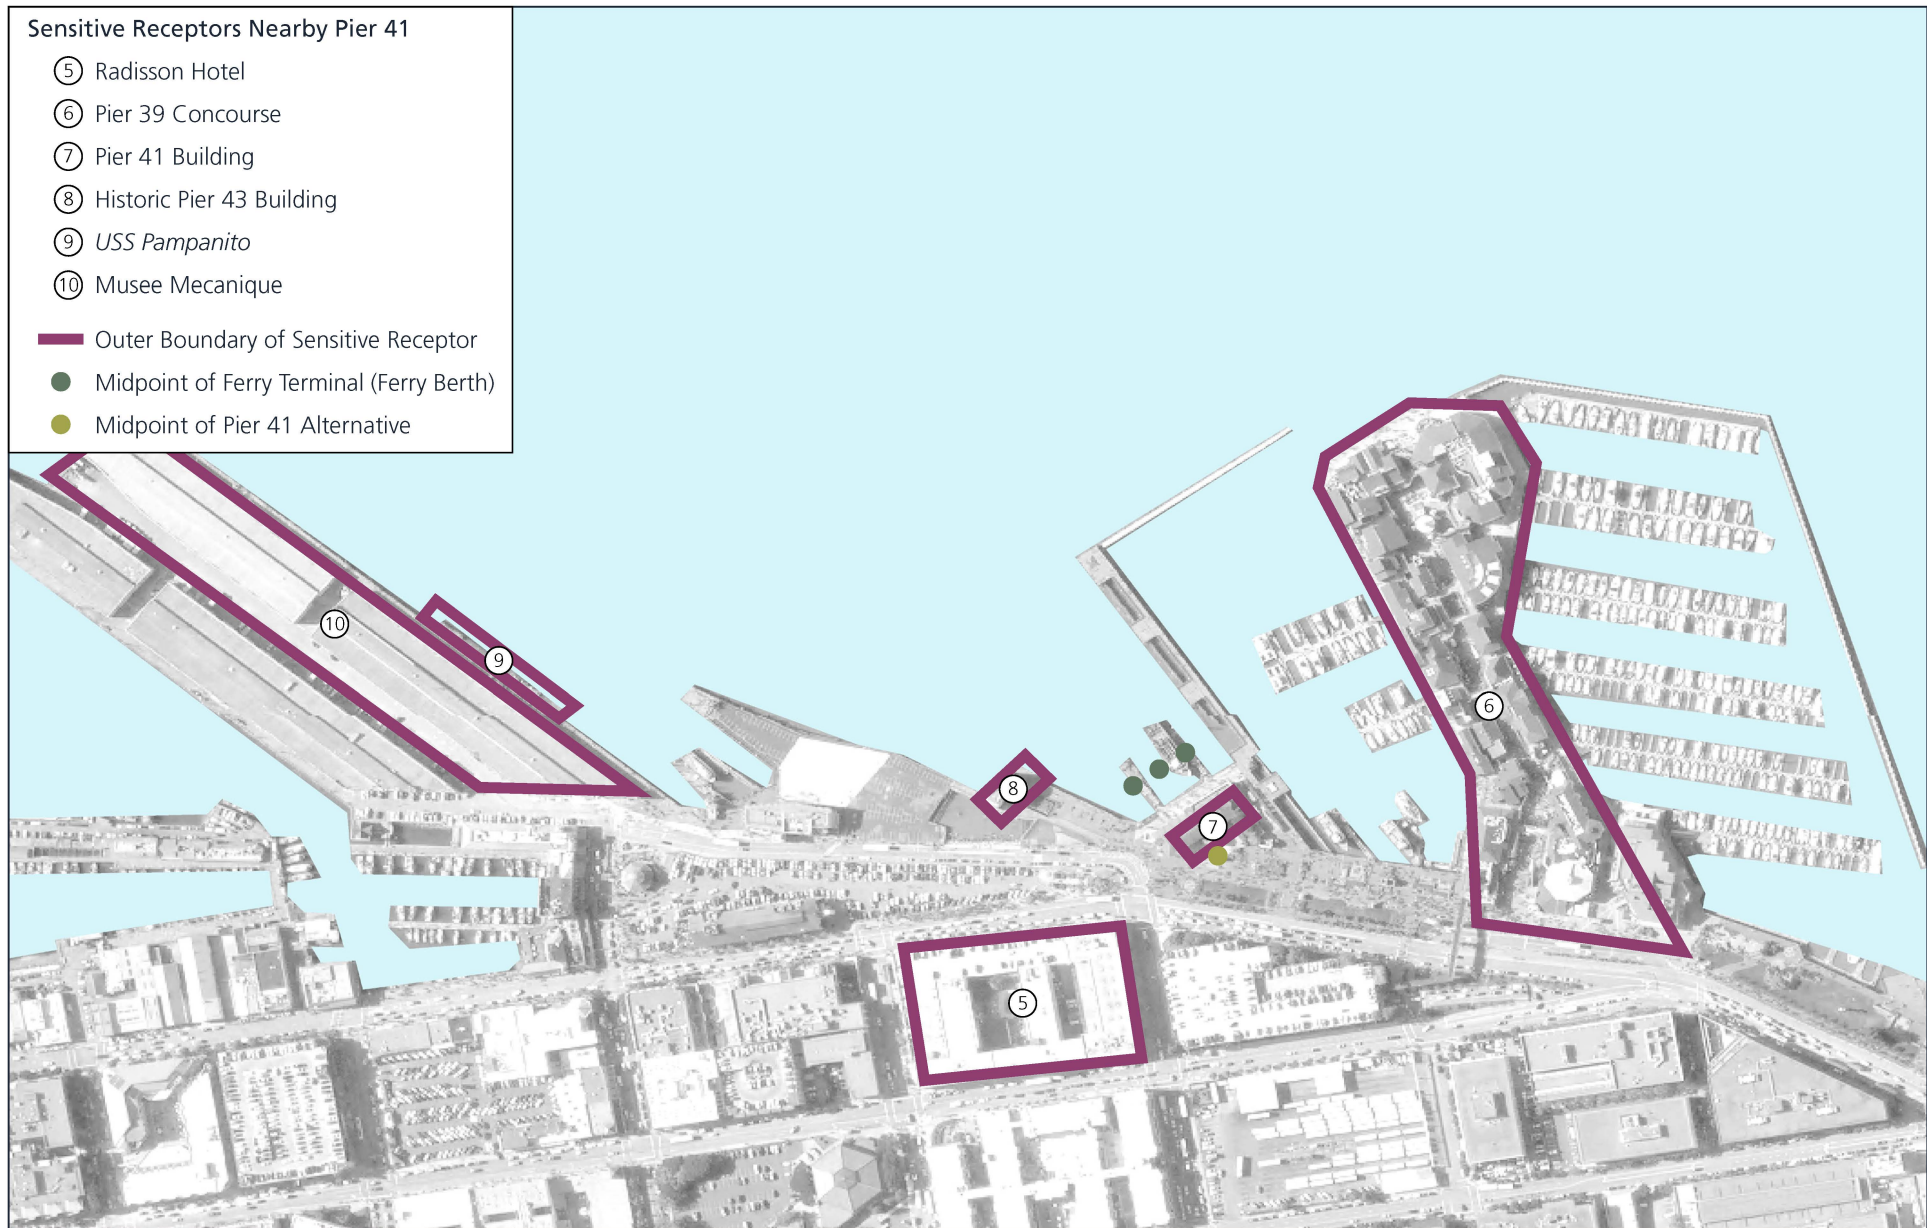 Sensitive Receptors Nearby Pier 41
5 Radisson Hotel
6 Pier 39 Concourse
7 Pier 41 Building
8 Historic Pier 43 Building
9 USS Pampanito
10 Musee Mecanique
Outer Boundary of Sensitive Receptor
Midpoint of Ferry Terminal (Ferry Berth)
Midpoint of Pier 41 Alternative
10
9
6
8
7
5